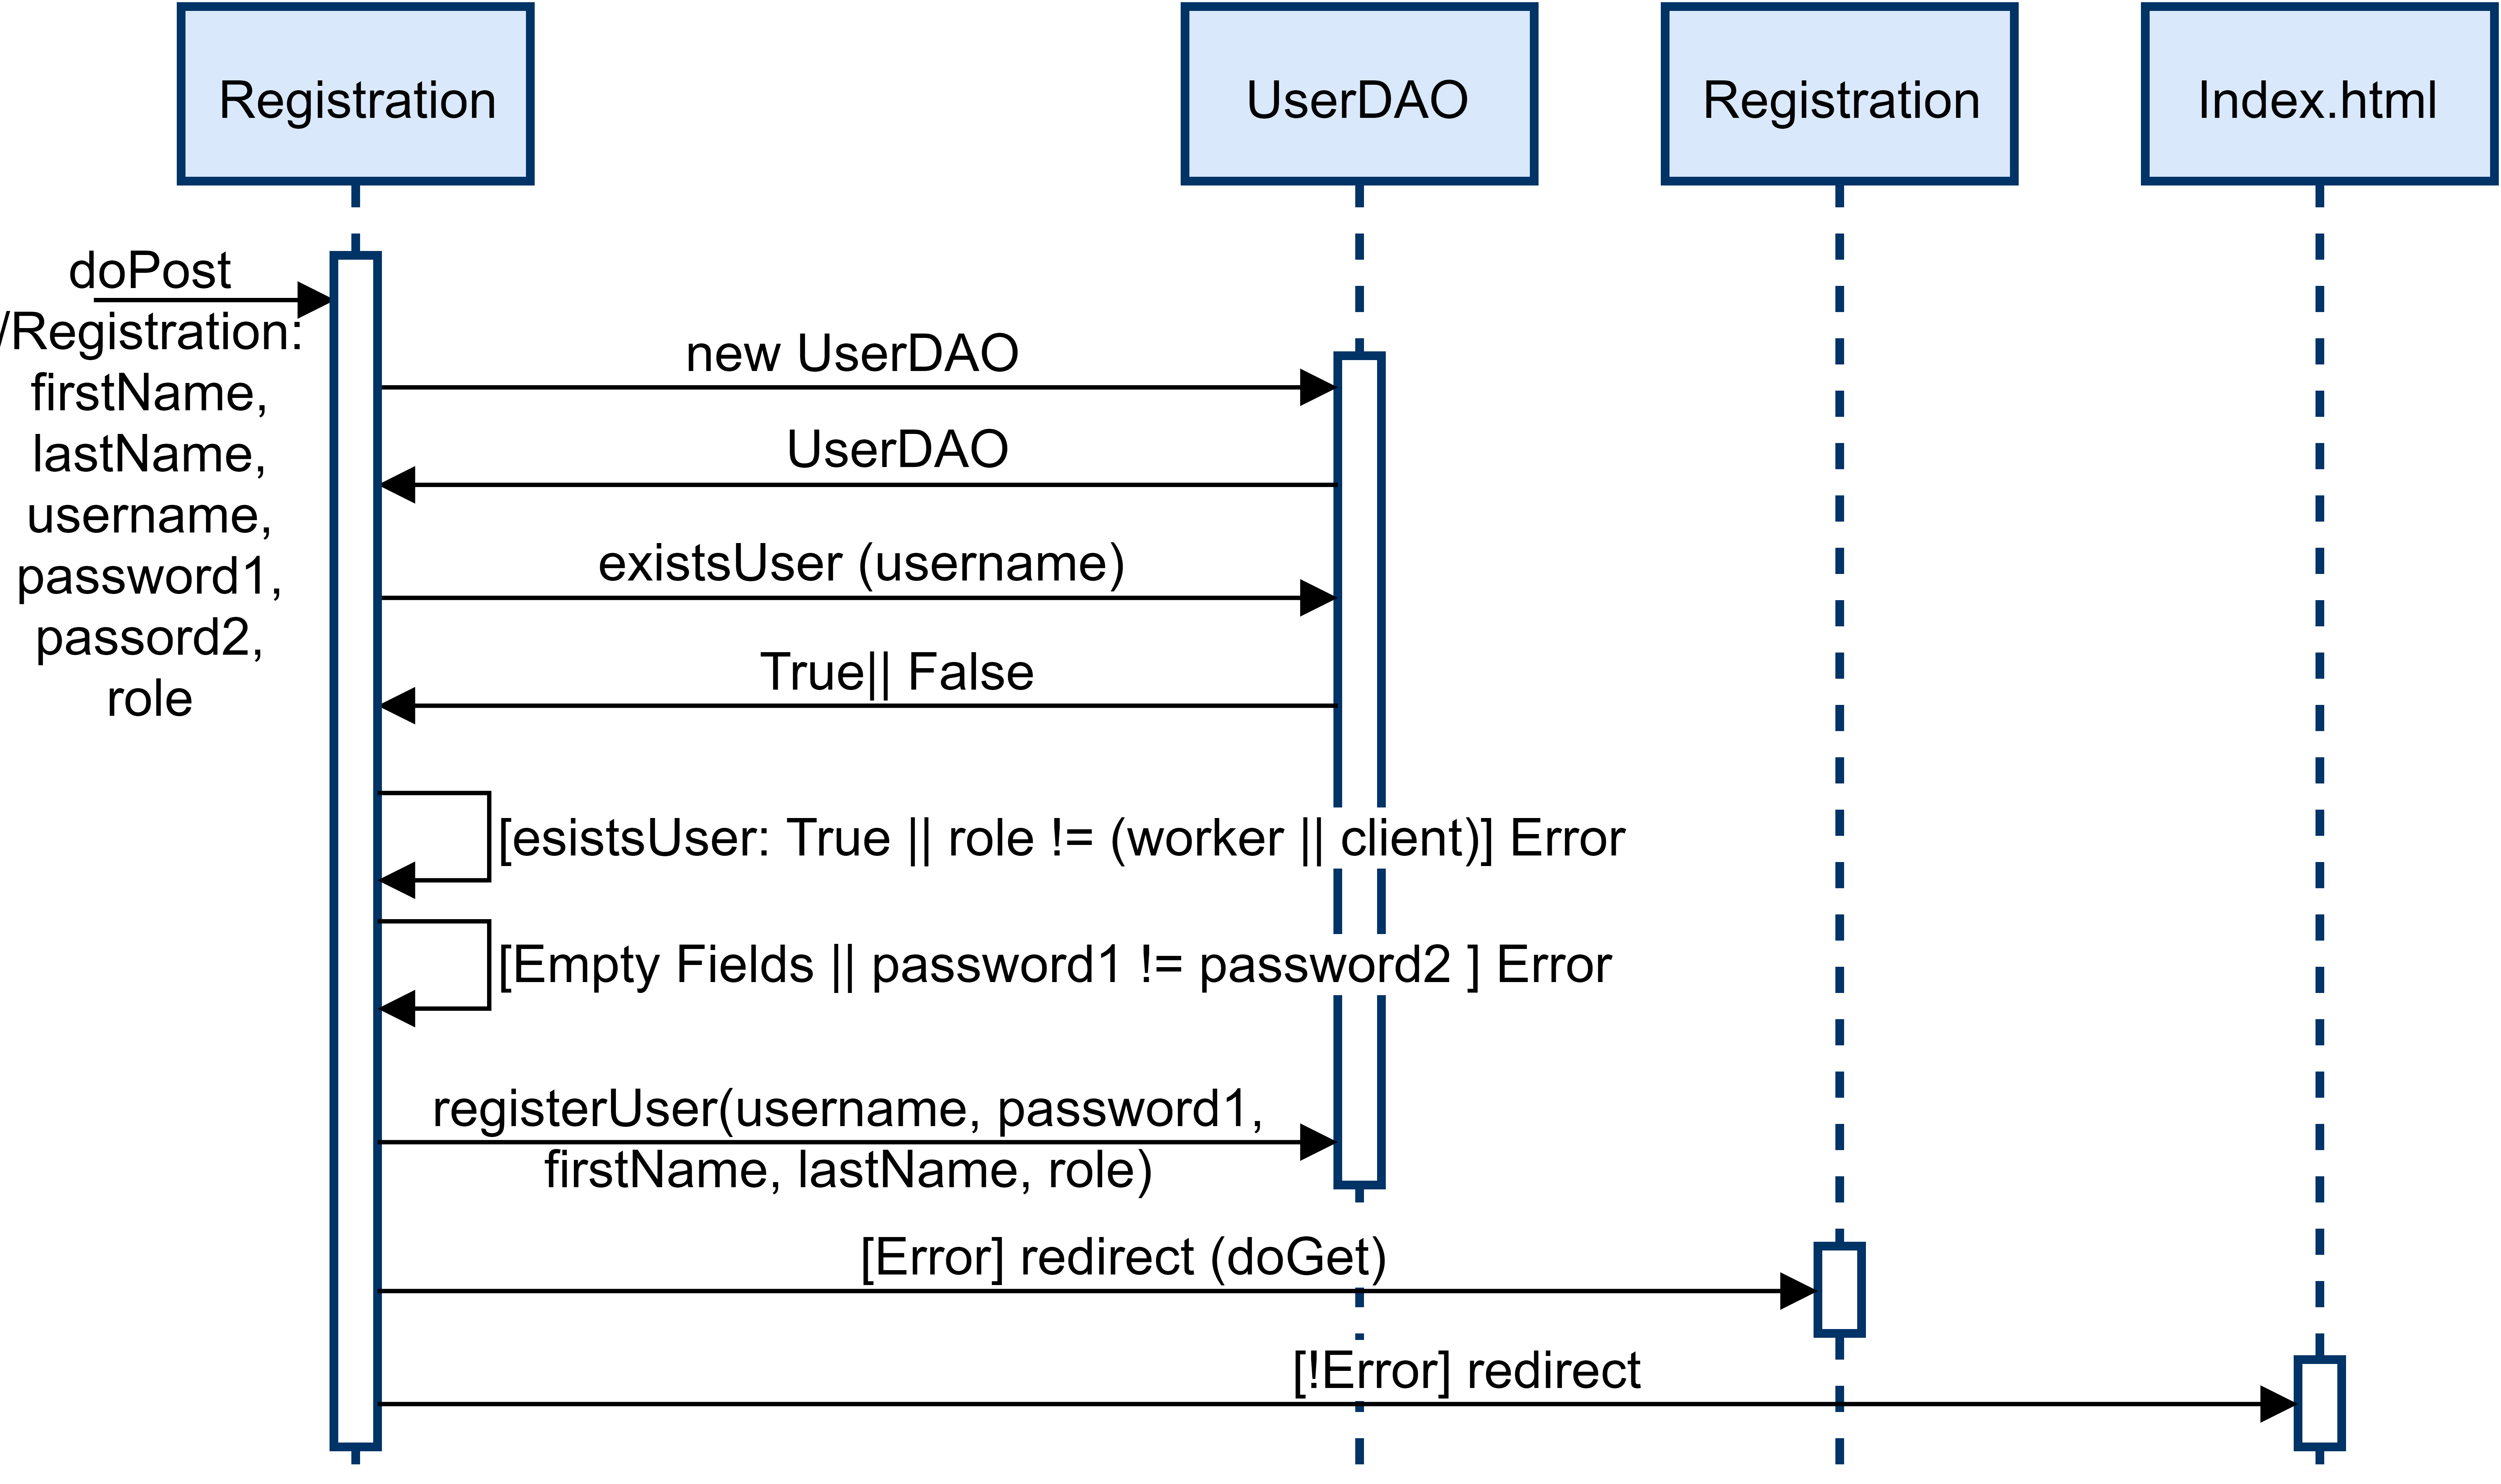 Registration
UserDAO
Registration
Index.html
doPost
/Registration:
firstName,
lastName,
username,
password1,
passord2,
role
new UserDAO
UserDAO
existsUser (username)
True|| False
[esistsUser: True || role != (worker || client)] Error
[Empty Fields || password1 != password2 ] Error
registerUser(username, password1,
firstName, lastName, role)
[Error] redirect (doGet)
[!Error] redirect